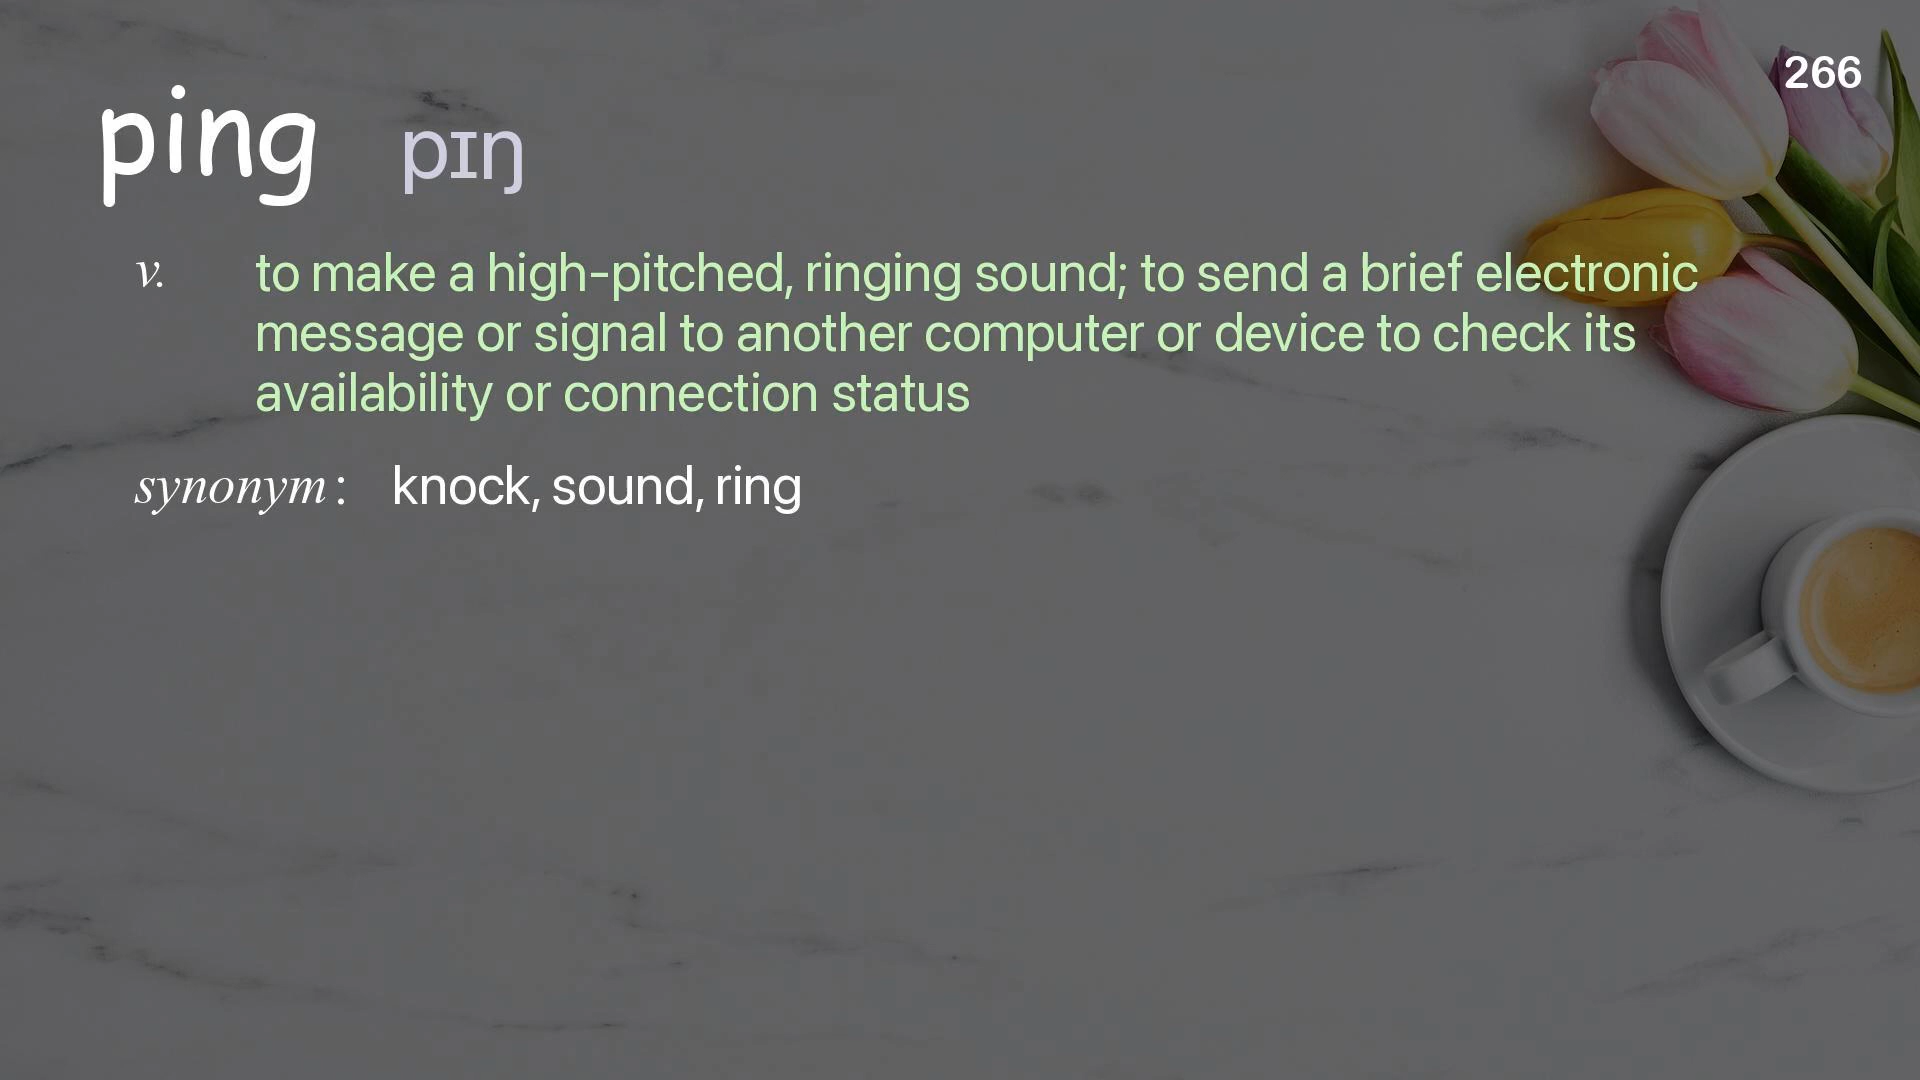 266
ping pɪŋ
v. to make a high-pitched, ringing sound; to send a brief electronic
message or signal to another computer or device to check its
availability or connection status
synonym: knock, sound, ring